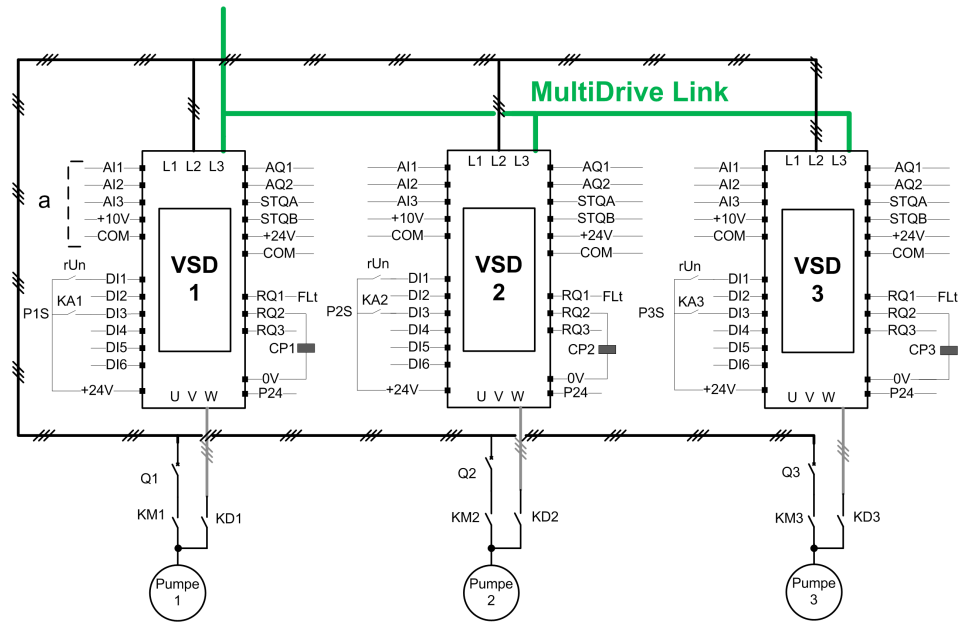 MultiDrive Link
a
AI1
AI2
AI3
+10V
COM
L1 L2 L3
AQ1
AQ2
STQA
STQB
+24V
COM
VSD
1
rUn
P1S
KA1
DI1
DI2
DI3
DI4
DI5
DI6
+24V
RQ1 FLt
RQ2
RQ3
CP1
0V
P24
U V W
AI1
AI2
AI3
+10V
COM
L1 L2 L3
AQ1
AQ2
STQA
STQB
+24V
COM
VSD
2
rUn
P2S
KA2
DI1
DI2
DI3
DI4
DI5
DI6
+24V
RQ1 FLt
RQ2
RQ3
CP2
0V
P24
U V W
AI1
AI2
AI3
+10V
COM
L1 L2 L3
AQ1
AQ2
STQA
STQB
+24V
COM
VSD
3
rUn
P3S
KA3
DI1
DI2
DI3
DI4
DI5
DI6
+24V
RQ1 FLt
RQ2
RQ3
CP3
0V
P24
U V W
Q1
KM1
KD1
Pumpe
1
Q2
KM2
KD2
Pumpe
2
Q3
KM3
KD3
Pumpe
3